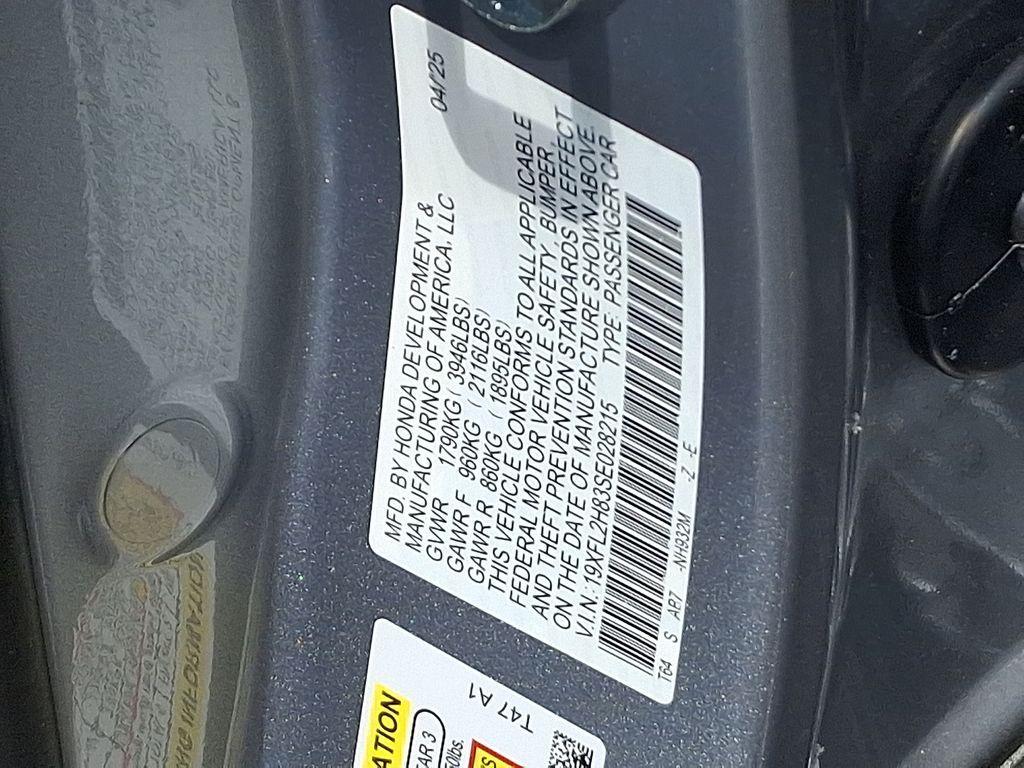 MFD. BY HONDA DEVELOPMENT & 04/25
MANUFACTURING OF AMERICA, LLC
GVWR 1790KG (3946LBS)
GAWR F 960KG (2116LBS)
GAWR R 860KG (1895LBS)
THIS VEHICLE CONFORMS TO ALL APPLICABLE
FEDERAL MOTOR VEHICLE SAFETY, BUMPER,
AND THEFT PREVENTION STANDARDS IN EFFECT
ON THE DATE OF MANUFACTURE SHOWN ABOVE.
V.I.N.:19XFL2H83SE028215 TYPE: PASSENGER CAR
T64 S AB7 -NH932M -Z -E
T47 A1